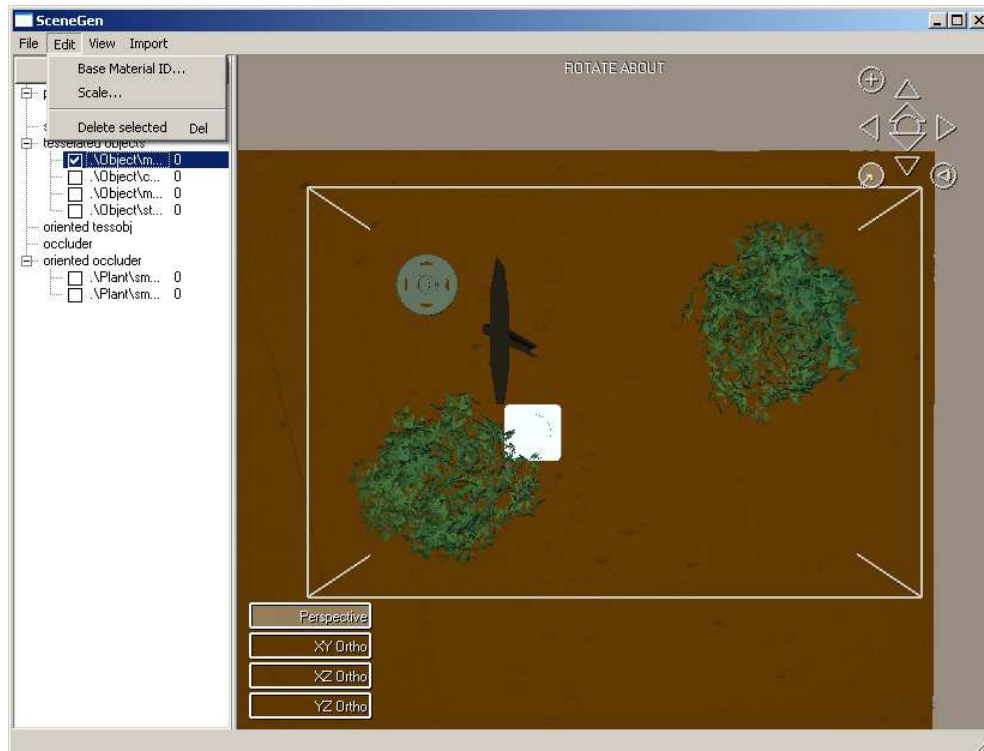 SceneGen
File Edit View Import
Base Material ID...
Scale...
Delete selected Del
tesselated objects
.\Object\m... 0
.\Object\c... 0
.\Object\m... 0
.\Object\st... 0
oriented tessobj
occluder
oriented occluder
.\Plant\sm... 0
.\Plant\sm... 0
ROTATE ABOUT
Perspective
XY Ortho
XZ Ortho
YZ Ortho